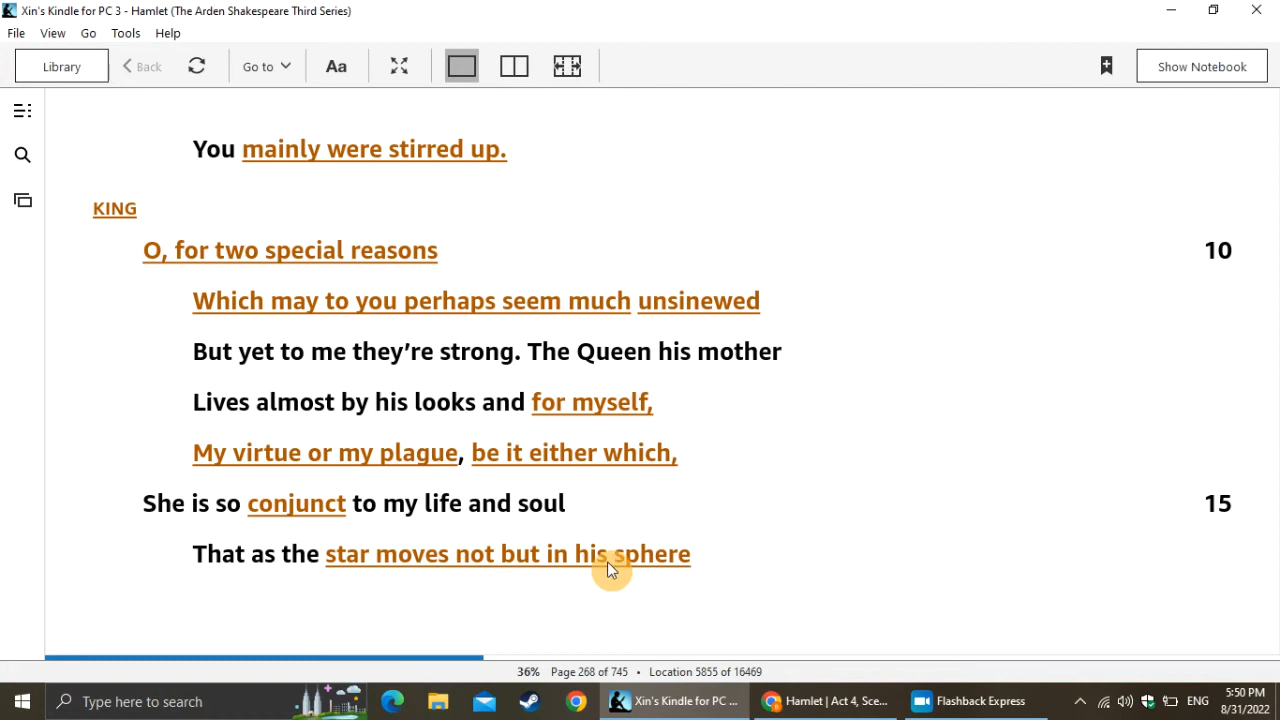 Xin's Kindle for PC 3 - Hamlet (The Arden Shakespeare Third Series)
File View Go Tools Help
Library Back Go to Aa Show Notebook
You mainly were stirred up.
KING
O, for two special reasons 10
Which may to you perhaps seem much unsinewed
But yet to me they're strong. The Queen his mother
Lives almost by his looks and for myself,
My virtue or my plague, be it either which,
She is so conjunct to my life and soul 15
That as the star moves not but in his sphere
36% Page 268 of 745 • Location 5855 of 16469
Type here to search Xin's Kindle for PC ... Hamlet | Act 4, Sce... Flashback Express ENG 5:50 PM
8/31/2022